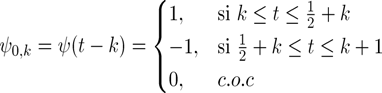 ψ_{0,k} = ψ(t − k) = { 1, si k ≤ t ≤ 1/2 + k
−1, si 1/2 + k ≤ t ≤ k + 1
0, c.o.c